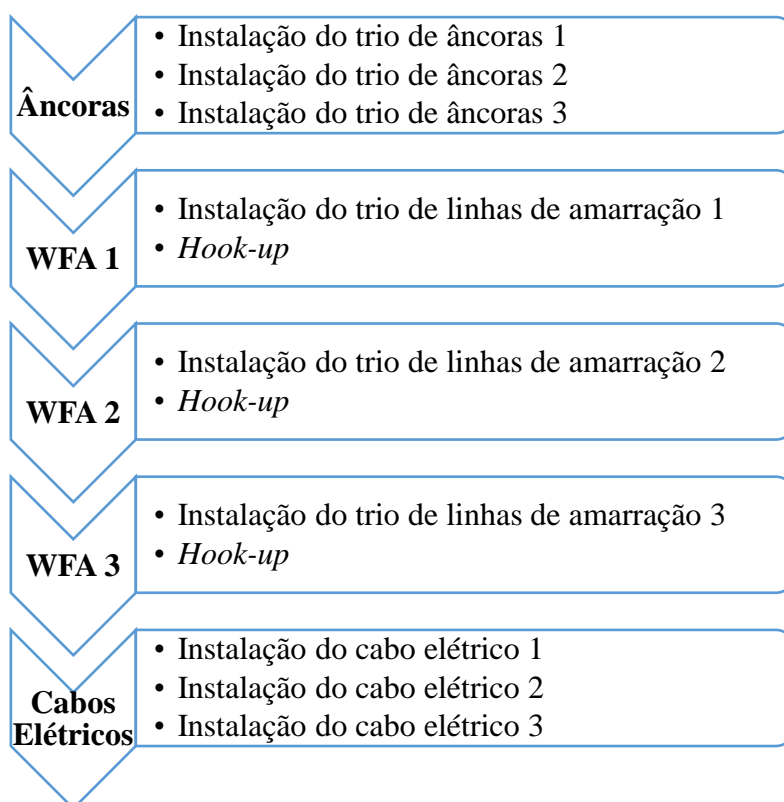 Âncoras
• Instalação do trio de âncoras 1
• Instalação do trio de âncoras 2
• Instalação do trio de âncoras 3
WFA 1
• Instalação do trio de linhas de amarração 1
• Hook-up
WFA 2
• Instalação do trio de linhas de amarração 2
• Hook-up
WFA 3
• Instalação do trio de linhas de amarração 3
• Hook-up
Cabos
Elétricos
• Instalação do cabo elétrico 1
• Instalação do cabo elétrico 2
• Instalação do cabo elétrico 3